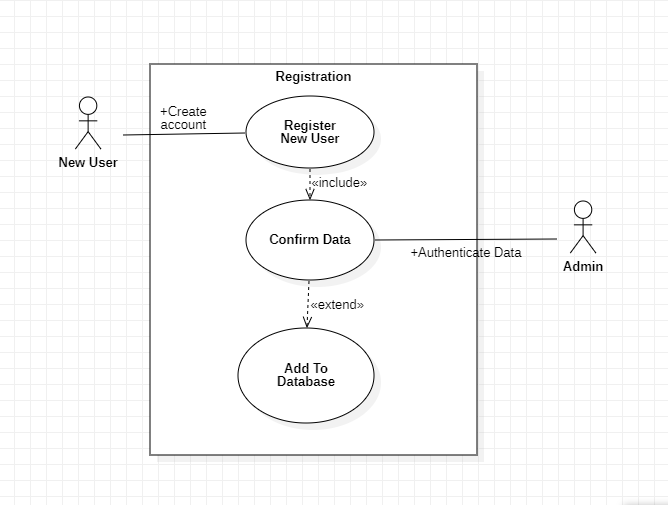 Registration
+Create
account
Register
New User
New User
«include»
Confirm Data
+Authenticate Data
Admin
«extend»
Add To
Database